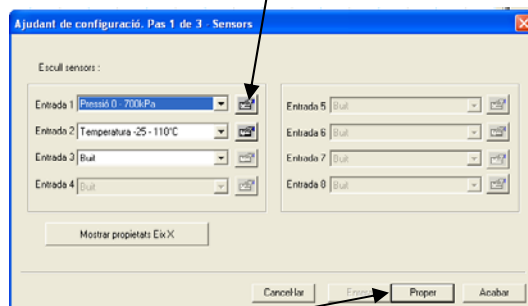 Ajudant de configuració. Pas 1 de 3 - Sensors
Escull sensors :
Entrada 1 Pressió 0 - 700kPa
Entrada 2 Temperatura -25 - 110°C
Entrada 3 Buit
Entrada 4 Buit
Entrada 5 Buit
Entrada 6 Buit
Entrada 7 Buit
Entrada 8 Buit
Mostrar propietats Eix X
Cancel·lar Proper Acabar